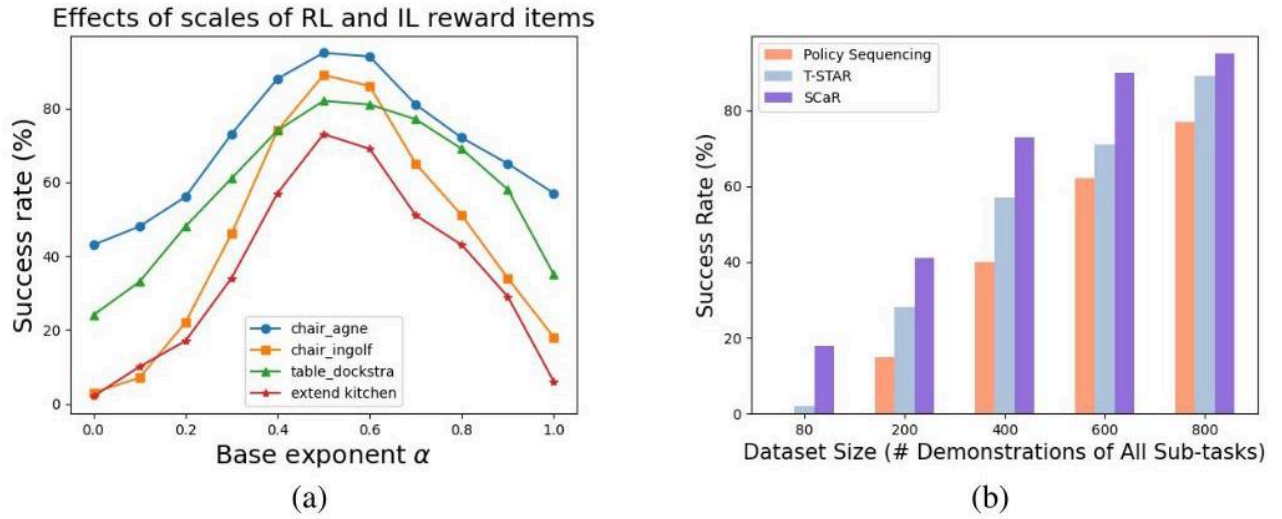 Effects of scales of RL and IL reward items
Success rate (%)
80
60
40
20
0
chair_agne
chair_ingolf
table_dockstra
extend kitchen
0.0 0.2 0.4 0.6 0.8 1.0
Base exponent α
(a)
Success Rate (%)
80
60
40
20
0
Policy Sequencing
T-STAR
SCaR
80 200 400 600 800
Dataset Size (# Demonstrations of All Sub-tasks)
(b)